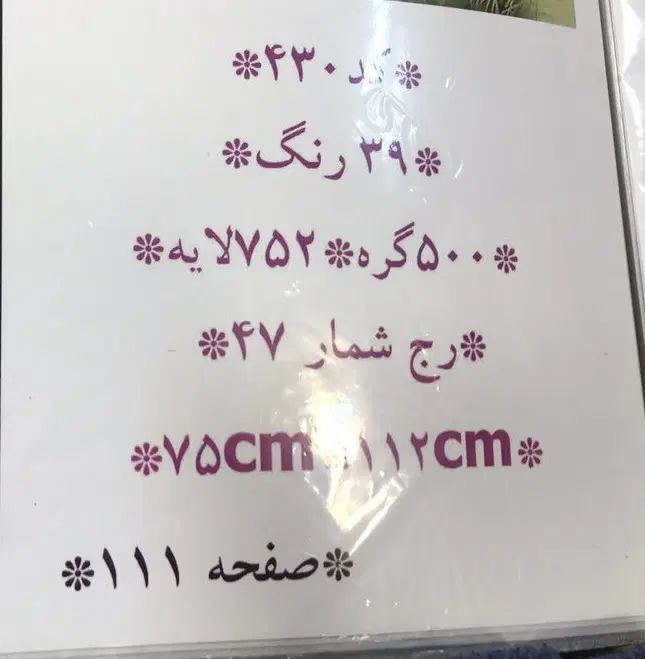 ❊کد ۴۳۰❊
❊۳۹ رنگ❊
❊۵۰۰گره❊۷۵۲لایه❊
❊رج شمار ۴۷❊
❊۷۵cm ۱۱۲cm❊
❊صفحه ۱۱۱❊